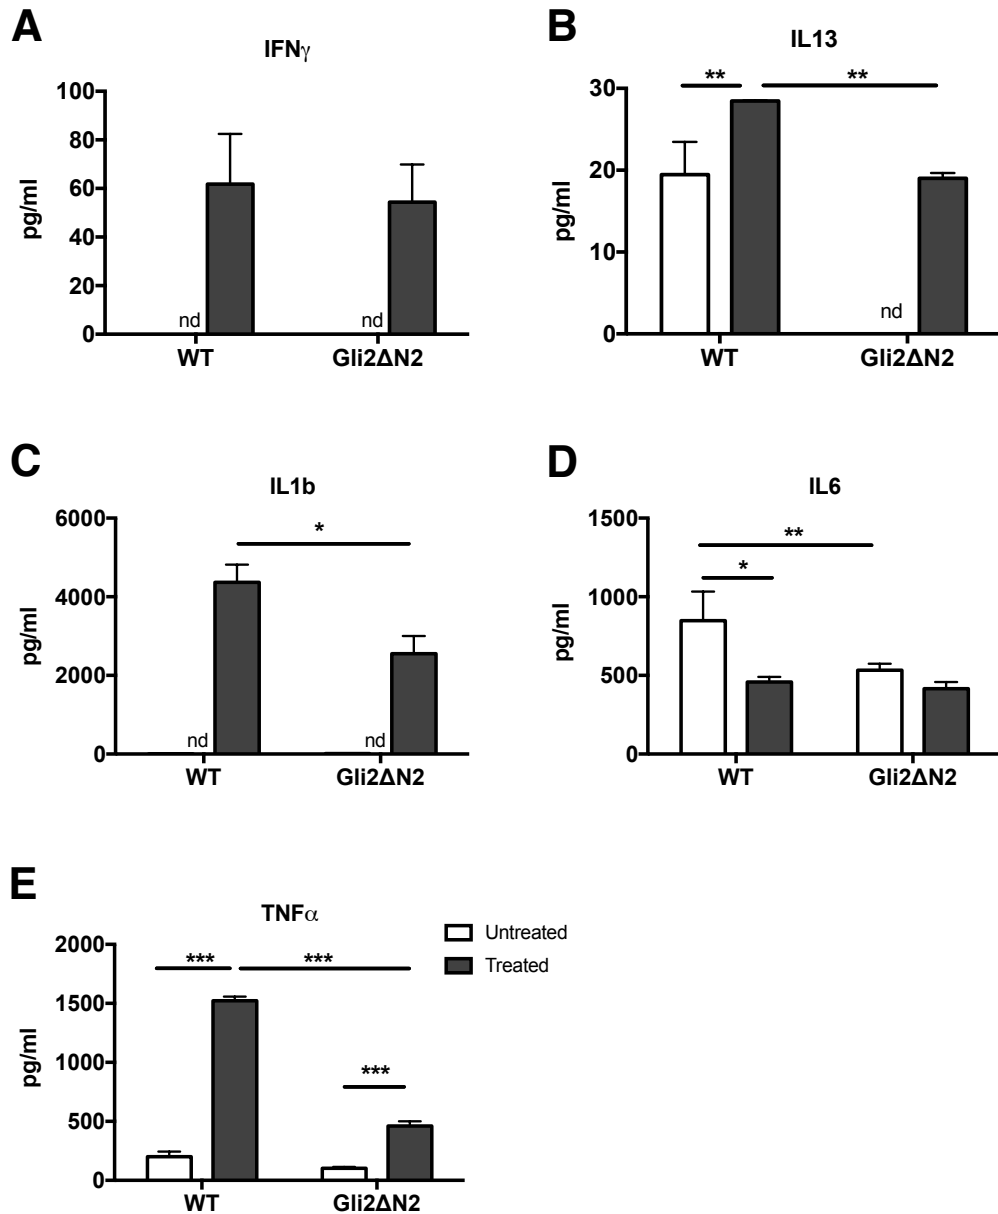 A
IFNγ
100
80
60
40
20
0
pg/ml
nd
nd
WT
Gli2ΔN2
B
IL13
30
20
10
0
pg/ml
**
**
nd
WT
Gli2ΔN2
C
IL1b
6000
4000
2000
0
pg/ml
*
nd
nd
WT
Gli2ΔN2
D
IL6
1500
1000
500
0
pg/ml
**
*
WT
Gli2ΔN2
E
TNFα
2000
1500
1000
500
0
pg/ml
***
***
***
WT
Gli2ΔN2
Untreated
Treated